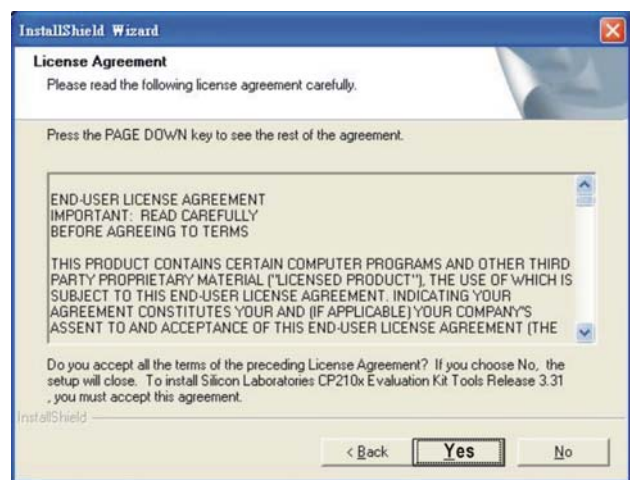 InstallShield Wizard
License Agreement
Please read the following license agreement carefully.
Press the PAGE DOWN key to see the rest of the agreement.
END-USER LICENSE AGREEMENT
IMPORTANT: READ CAREFULLY
BEFORE AGREEING TO TERMS
THIS PRODUCT CONTAINS CERTAIN COMPUTER PROGRAMS AND OTHER THIRD
PARTY PROPRIETARY MATERIAL ("LICENSED PRODUCT"), THE USE OF WHICH IS
SUBJECT TO THIS END-USER LICENSE AGREEMENT. INDICATING YOUR
AGREEMENT CONSTITUTES YOUR AND (IF APPLICABLE) YOUR COMPANY'S
ASSENT TO AND ACCEPTANCE OF THIS END-USER LICENSE AGREEMENT (THE
Do you accept all the terms of the preceding License Agreement? If you choose No, the
setup will close. To install Silicon Laboratories CP210x Evaluation Kit Tools Release 3.31
, you must accept this agreement.
InstallShield
< Back Yes No